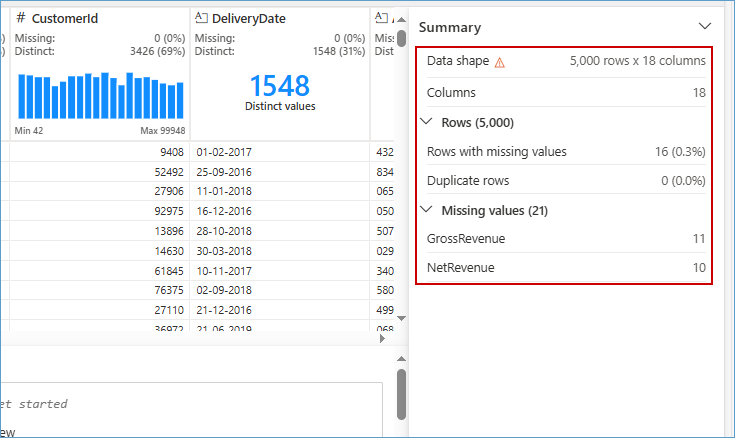 # CustomerId
Missing: 0 (0%)
Distinct: 3426 (69%)
Min 42 Max 99948
DeliveryDate
Missing: 0 (0%)
Distinct: 1548 (31%)
1548
Distinct values
Missing:
9408 01-02-2017 432
52492 25-09-2016 834
27906 11-01-2018 065
92975 16-12-2016 050
13896 28-10-2018 507
14630 30-03-2018 029
61845 10-11-2017 340
76375 02-09-2018 580
27110 21-12-2016 499
36972 21-06-2019 068
et started
ew
Summary
Data shape 5,000 rows x 18 columns
Columns 18
Rows (5,000)
Rows with missing values 16 (0.3%)
Duplicate rows 0 (0.0%)
Missing values (21)
GrossRevenue 11
NetRevenue 10